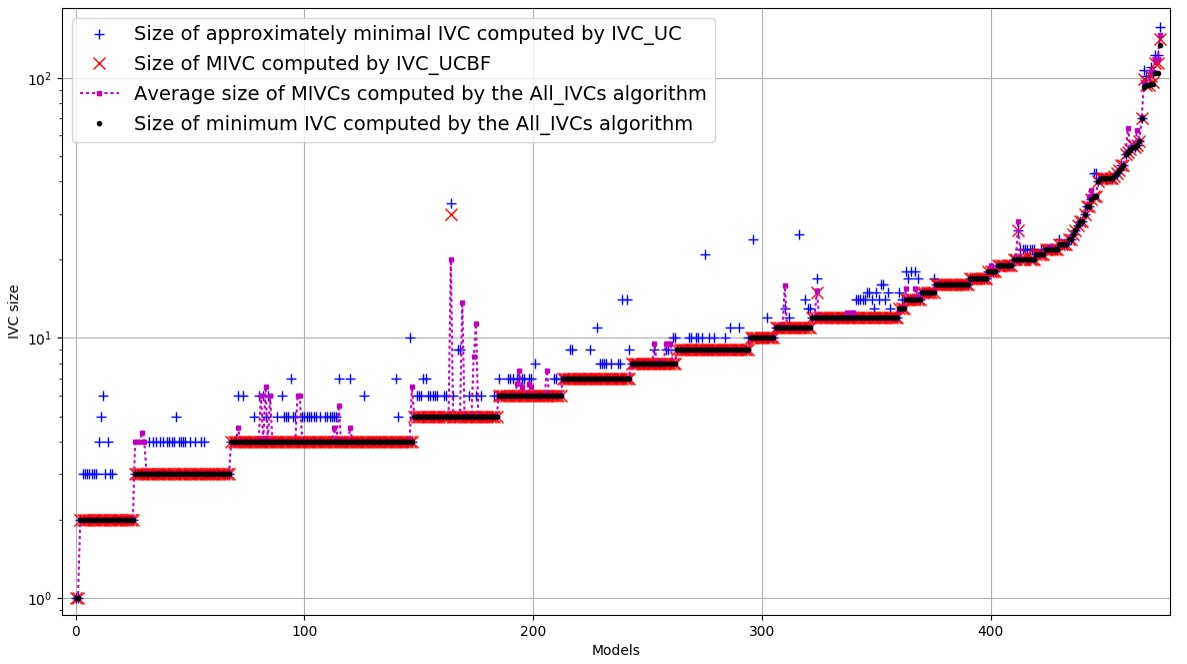 Size of approximately minimal IVC computed by IVC_UC
Size of MIVC computed by IVC_UCBF
Average size of MIVCs computed by the All_IVCs algorithm
Size of minimum IVC computed by the All_IVCs algorithm
10²
10¹
10⁰
IVC size
0 100 200 300 400
Models